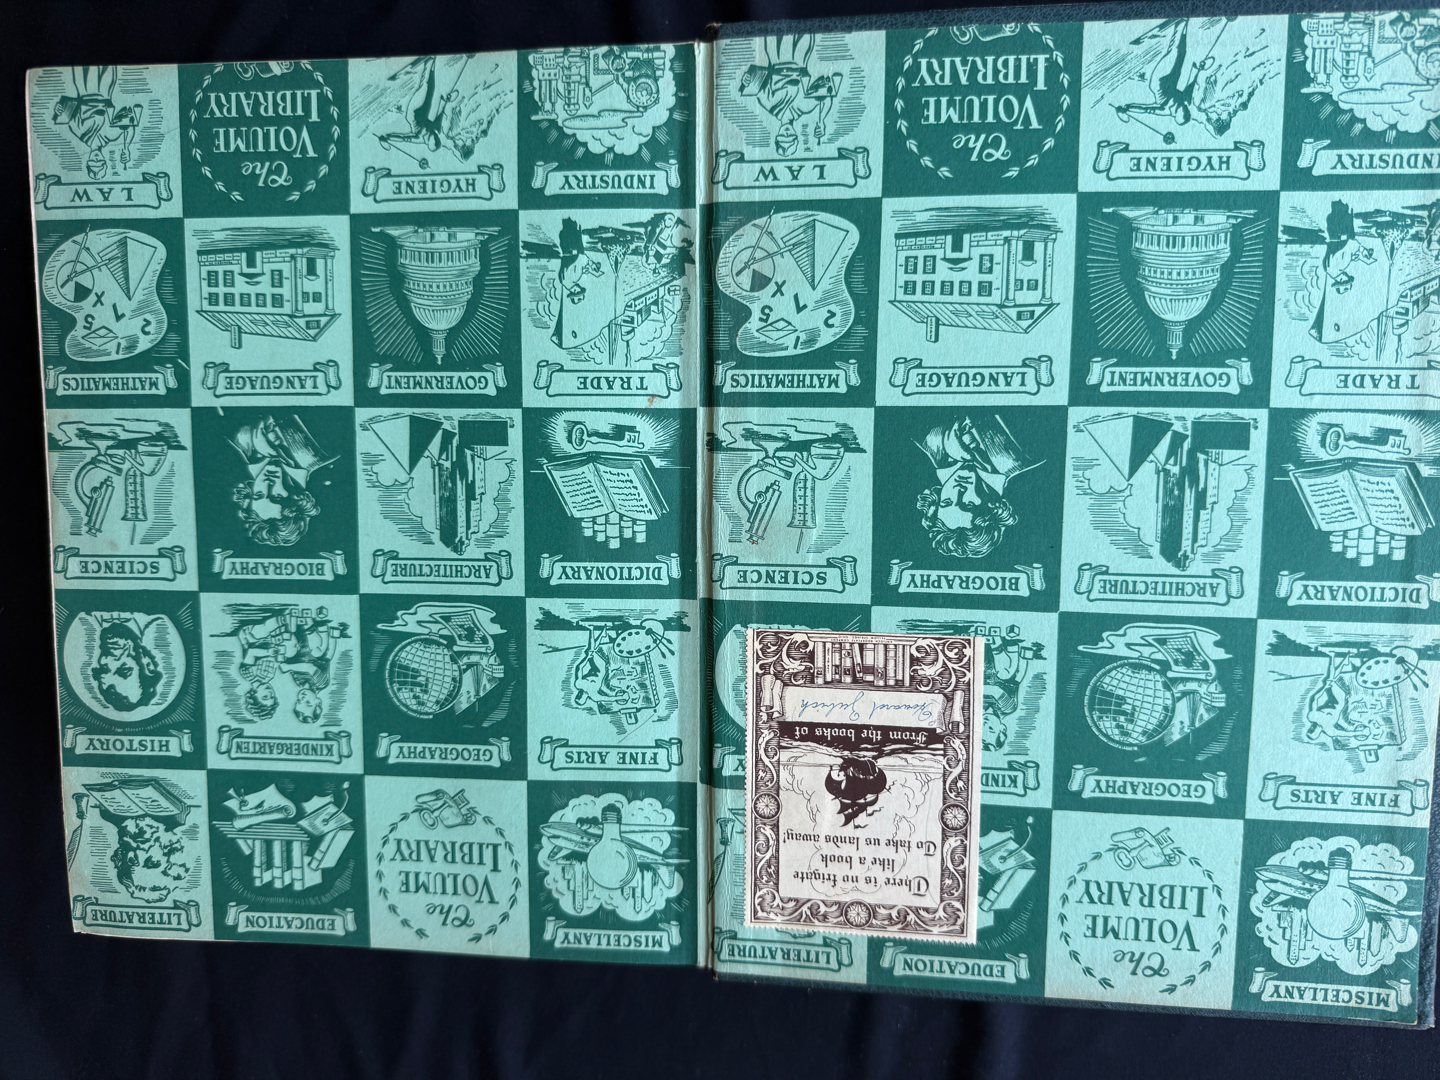 MISCELLANY
The
VOLUME
LIBRARY
EDUCATION
LITERATURE
FINE ARTS
GEOGRAPHY
KIND
There is no frigate
like a book
To take us lands away;
From the books of
Howard
DICTIONARY
ARCHITECTURE
BIOGRAPHY
SCIENCE
TRADE
GOVERNMENT
LANGUAGE
MATHEMATICS
INDUSTRY
HYGIENE
The
VOLUME
LIBRARY
LAW
MISCELLANY
The
VOLUME
LIBRARY
EDUCATION
LITERATURE
FINE ARTS
GEOGRAPHY
KINDERGARTEN
HISTORY
DICTIONARY
ARCHITECTURE
BIOGRAPHY
SCIENCE
TRADE
GOVERNMENT
LANGUAGE
MATHEMATICS
INDUSTRY
HYGIENE
The
VOLUME
LIBRARY
LAW